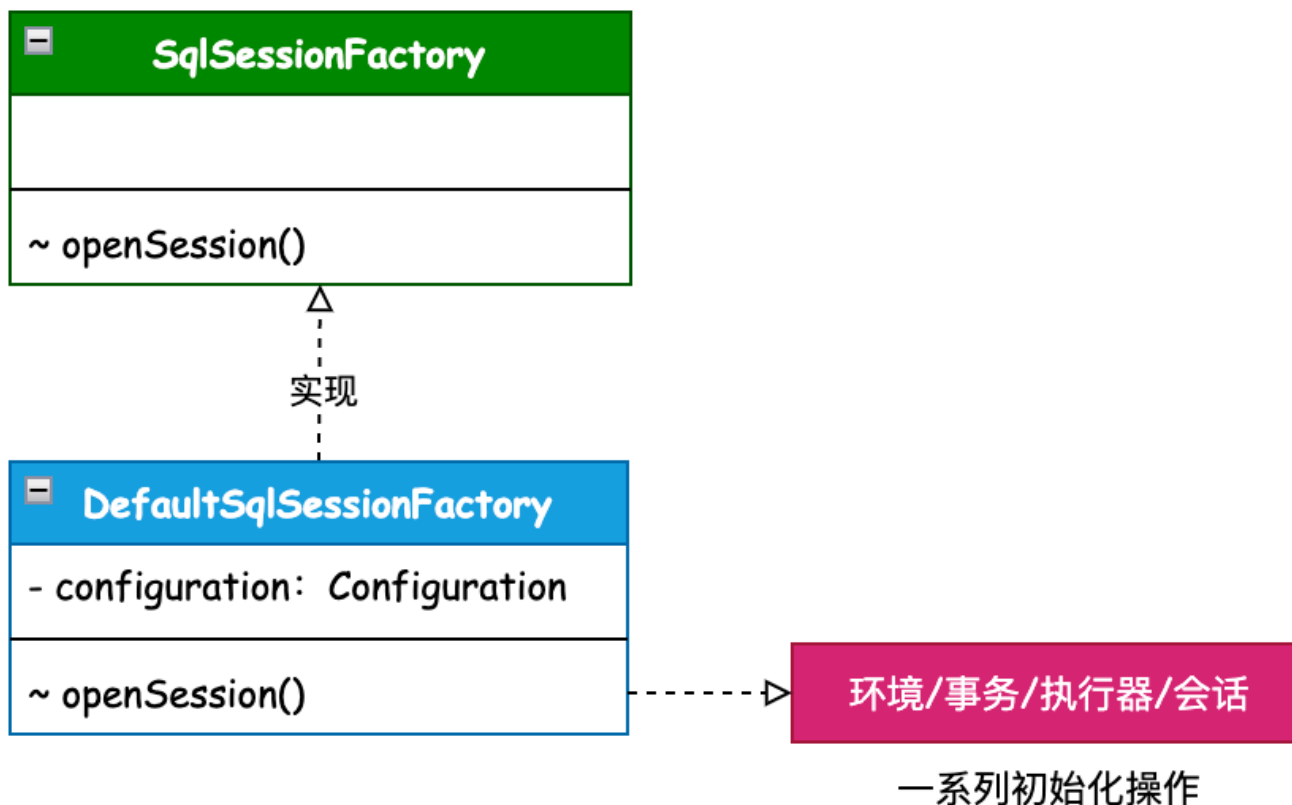 SqlSessionFactory
~ openSession()
实现
DefaultSqlSessionFactory
- configuration: Configuration
~ openSession()
环境/事务/执行器/会话
一系列初始化操作